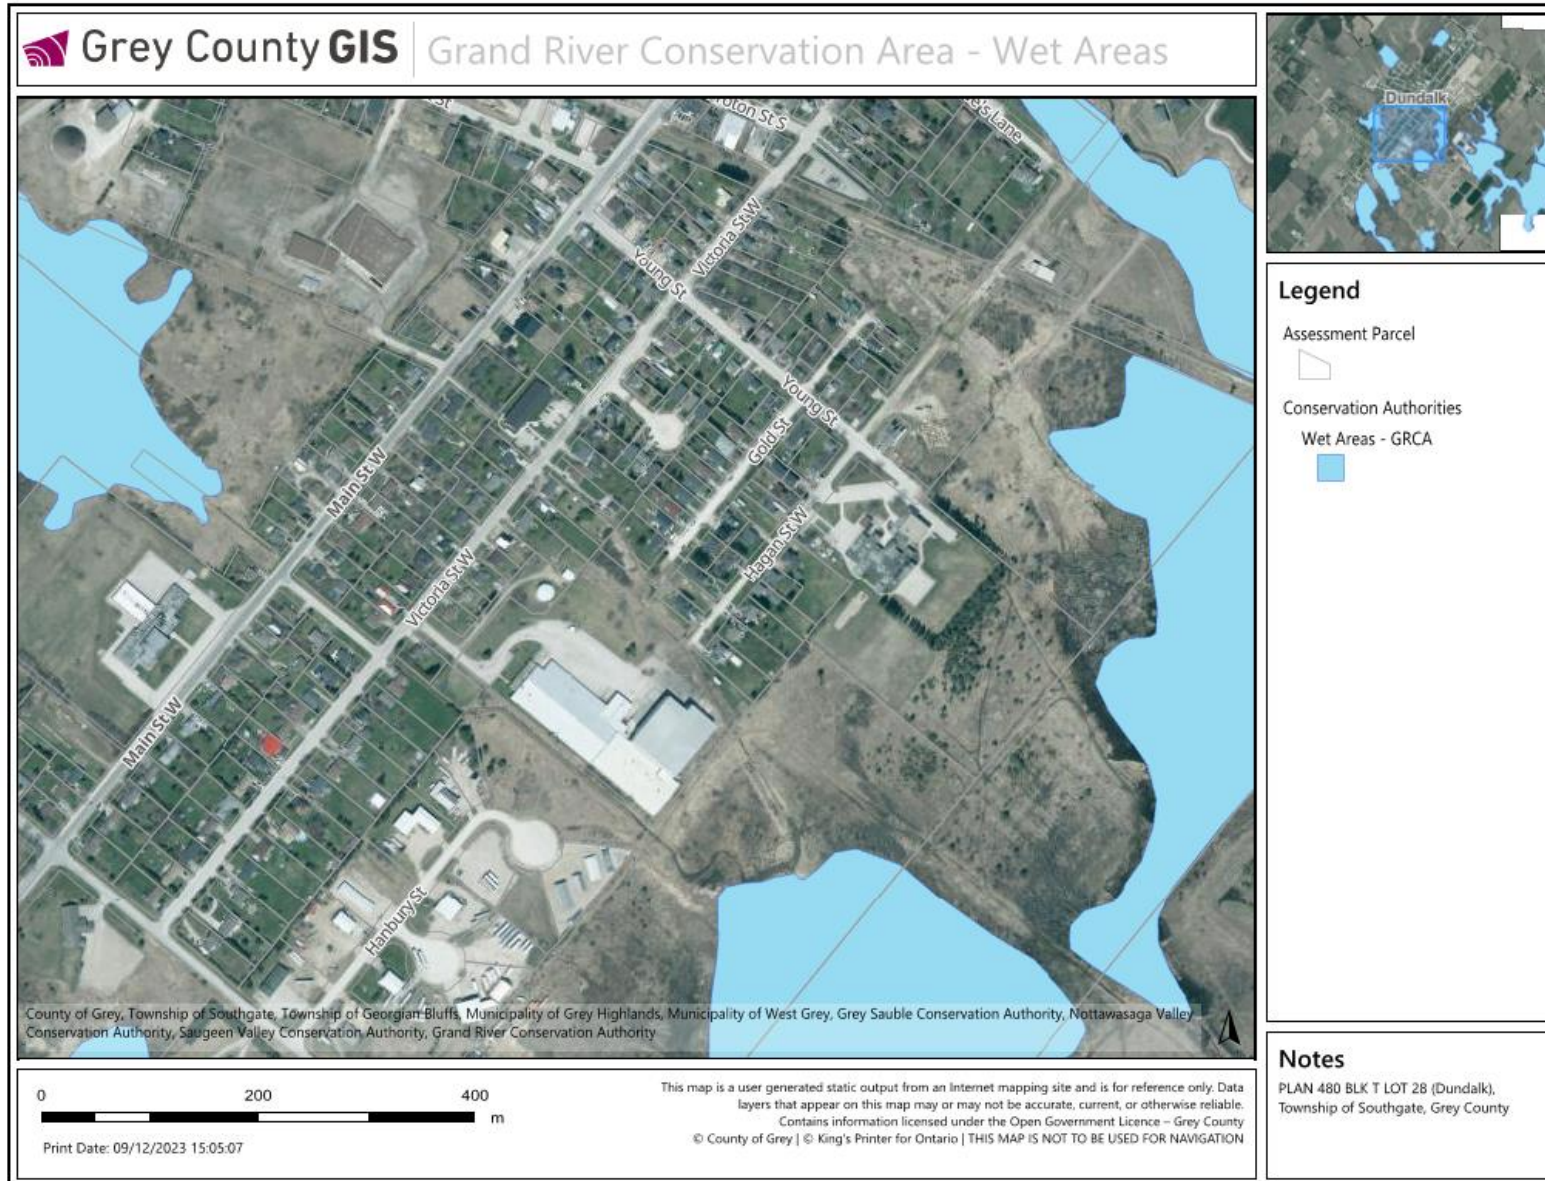 Grey County GIS
Grand River Conservation Area - Wet Areas
Dundalk
St
roton St S
e's Lane
Victoria St W
Young St
Young St
Gold St
Main St W
Hagan St W
Victoria St W
Main St W
Hanbury St
County of Grey, Township of Southgate, Township of Georgian Bluffs, Municipality of Grey Highlands, Municipality of West Grey, Grey Sauble Conservation Authority, Nottawasaga Valley
Conservation Authority, Saugeen Valley Conservation Authority, Grand River Conservation Authority
Legend
Assessment Parcel
Conservation Authorities
Wet Areas - GRCA
Notes
PLAN 480 BLK T LOT 28 (Dundalk),
Township of Southgate, Grey County
0 200 400
m
Print Date: 09/12/2023 15:05:07
This map is a user generated static output from an Internet mapping site and is for reference only. Data
layers that appear on this map may or may not be accurate, current, or otherwise reliable.
Contains information licensed under the Open Government Licence – Grey County
© County of Grey | © King's Printer for Ontario | THIS MAP IS NOT TO BE USED FOR NAVIGATION